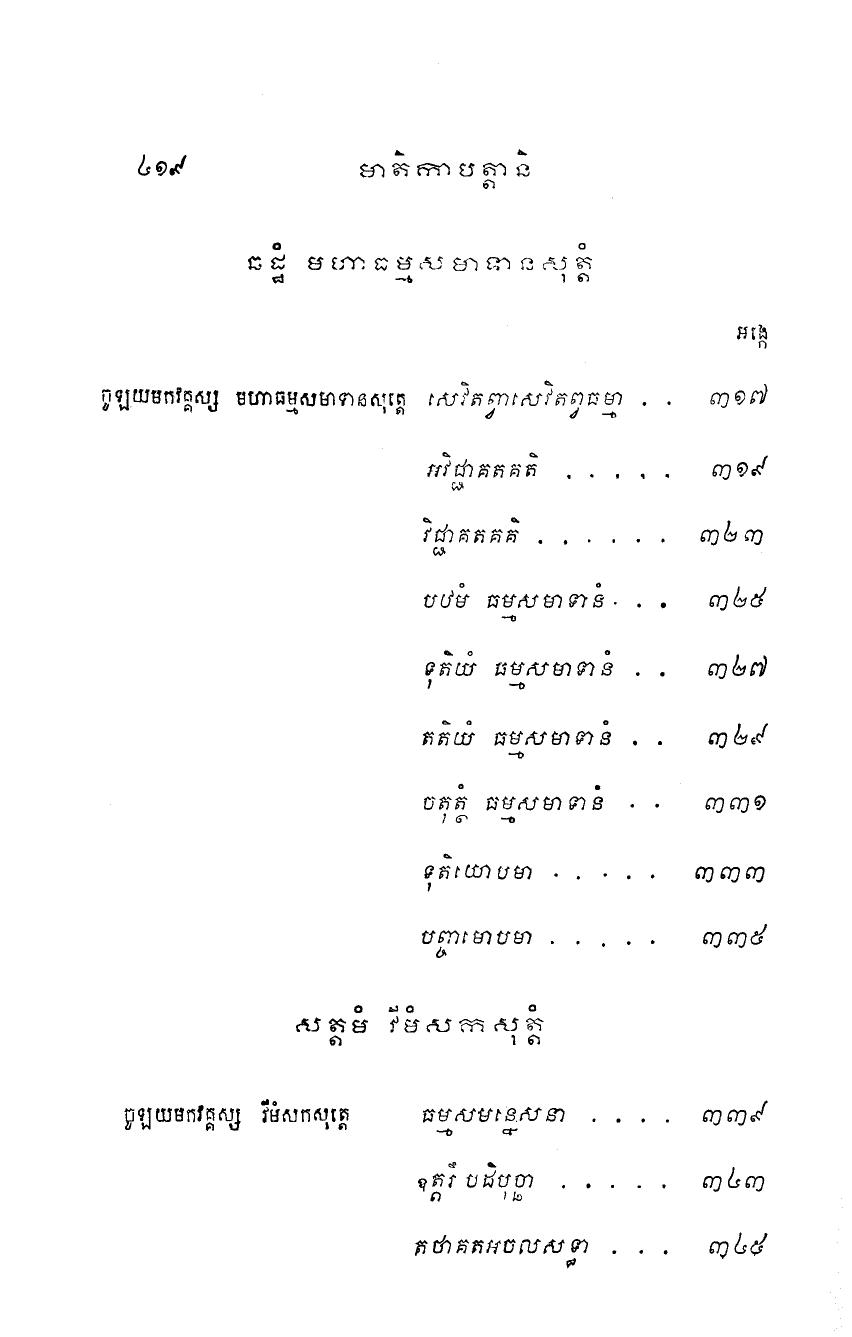 ៤១៩ មាតិកាបត្តានិ
ឆដ្ឋំ មហាធម្មសមាទានសុត្តំ
អង្កេ
ចូឡយមកវគ្គស្ស មហាធម្មសមាទានសុត្តេ សេវិតព្វាសេវិតព្វធម្មា . . ៣១៧
អវិជ្ជាគតគតិ . . . . . ៣១៩
វិជ្ជាគតគតិ . . . . . . ៣២៣
បឋមំ ធម្មសមាទានំ . . . ៣២៥
ទុតិយំ ធម្មសមាទានំ . . ៣២៧
តតិយំ ធម្មសមាទានំ . . ៣២៩
ចតុត្ថំ ធម្មសមាទានំ . . ៣៣១
ទុតិយោបមា . . . . . ៣៣៣
បញ្ចមោបមា . . . . . ៣៣៥
សត្តមំ វីមំសកសុត្តំ
ចូឡយមកវគ្គស្ស វីមំសកសុត្តេ ធម្មសមន្នេសនា . . . . ៣៣៩
ឧត្តរឹ បដិបុច្ឆា . . . . . ៣៤៣
តថាគតអចលសទ្ធា . . . ៣៤៥